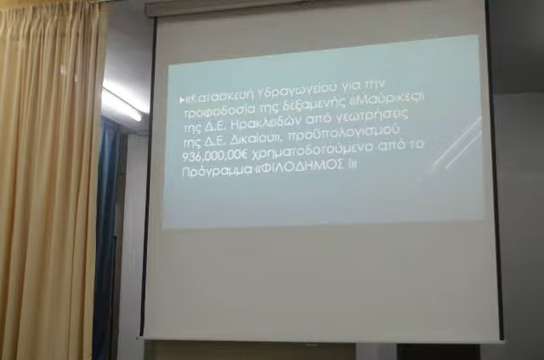 «Κατασκευή Υδραγωγείου για την
τροφοδοσία της δεξαμενής «Μαύρικες»
της Δ.Ε. Ηρακλειδών από γεωτρήσεις
της Δ.Ε. Δικαίου», προϋπολογισμού
936.000,00€ χρηματοδοτούμενο από το
Πρόγραμμα «ΦΙΛΟΔΗΜΟΣ Ι»